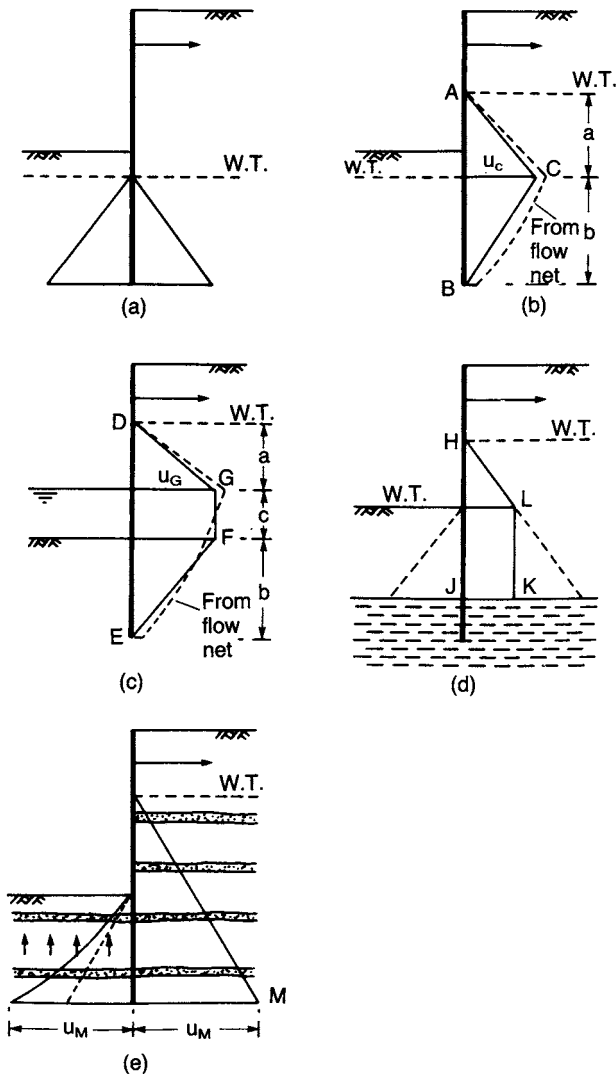 W.T.
(a)
A
W.T.
a
W.T.
u_c
C
From
flow
net
b
B
(b)
D
W.T.
a
u_G
G
c
F
From
flow
net
b
E
(c)
H
W.T.
W.T.
L
J
K
(d)
W.T.
M
u_M
u_M
(e)